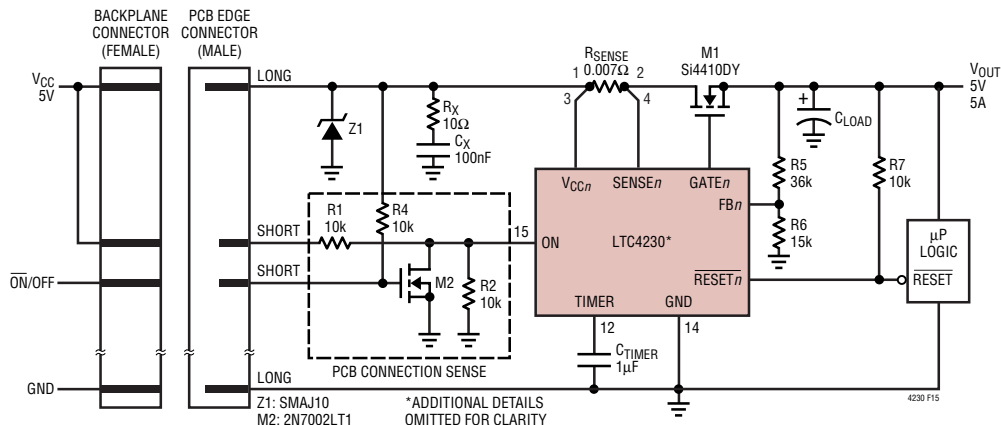 BACKPLANE
CONNECTOR
(FEMALE)
PCB EDGE
CONNECTOR
(MALE)
VCC
5V
LONG
Z1
RX
10Ω
CX
100nF
RSENSE
0.007Ω
1
2
3
4
M1
Si4410DY
VOUT
5V
5A
+
CLOAD
R5
36k
R7
10k
R6
15k
VCCn
SENSEn
GATEn
FBn
LTC4230*
15
ON
RESETn
TIMER
GND
12
14
μP
LOGIC
RESET
SHORT
R1
10k
R4
10k
SHORT
M2
R2
10k
ON/OFF
PCB CONNECTION SENSE
CTIMER
1μF
GND
LONG
Z1: SMAJ10
M2: 2N7002LT1
*ADDITIONAL DETAILS
OMITTED FOR CLARITY
4230 F15